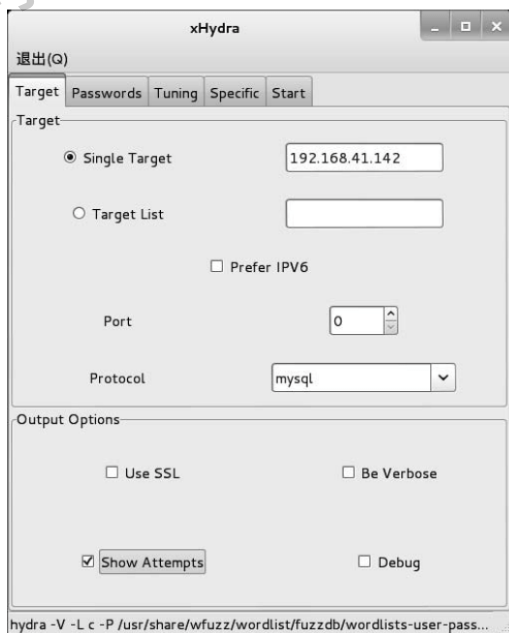 xHydra
退出(Q)
Target Passwords Tuning Specific Start
Target
Single Target 192.168.41.142
Target List
Prefer IPV6
Port 0
Protocol mysql
Output Options
Use SSL Be Verbose
Show Attempts Debug
hydra -V -L c -P /usr/share/wfuzz/wordlist/fuzzdb/wordlists-user-pass...